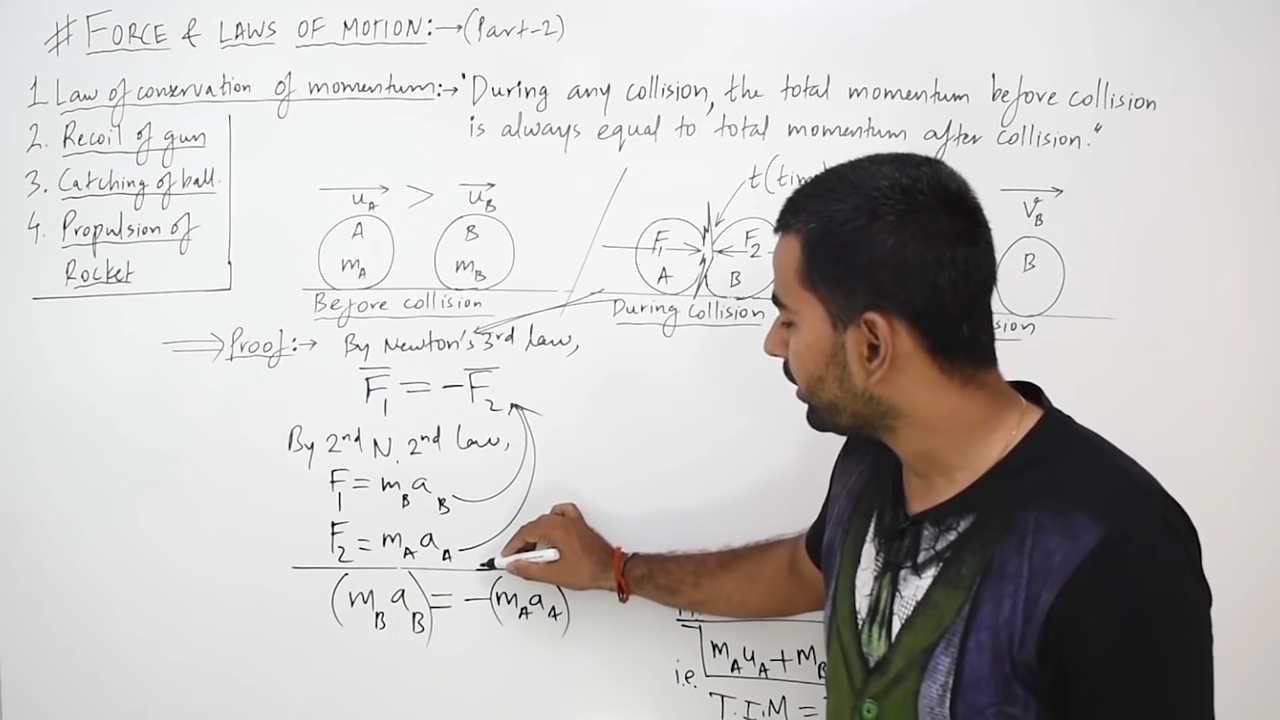 # FORCE & LAWS OF MOTION:→(Part-2)
1. Law of conservation of momentum:→ "During any collision, the total momentum before collision
is always equal to total momentum after collision."
2. Recoil of gun
3. Catching of ball.
4. Propulsion of
Rocket
u_A > u_B
A
m_A
B
m_B
Before collision
t(tim
F_1
A
F_2
B
During collision
V_B
B
sion
⇒ Proof:→ By Newton's 3rd law,
F_1 = -F_2
By 2nd N. 2nd law,
F_1 = m_B a_B
F_2 = m_A a_A
(m_B a_B) = -(m_A a_A)
i.e. m_A u_A + m_B
T.I.M =